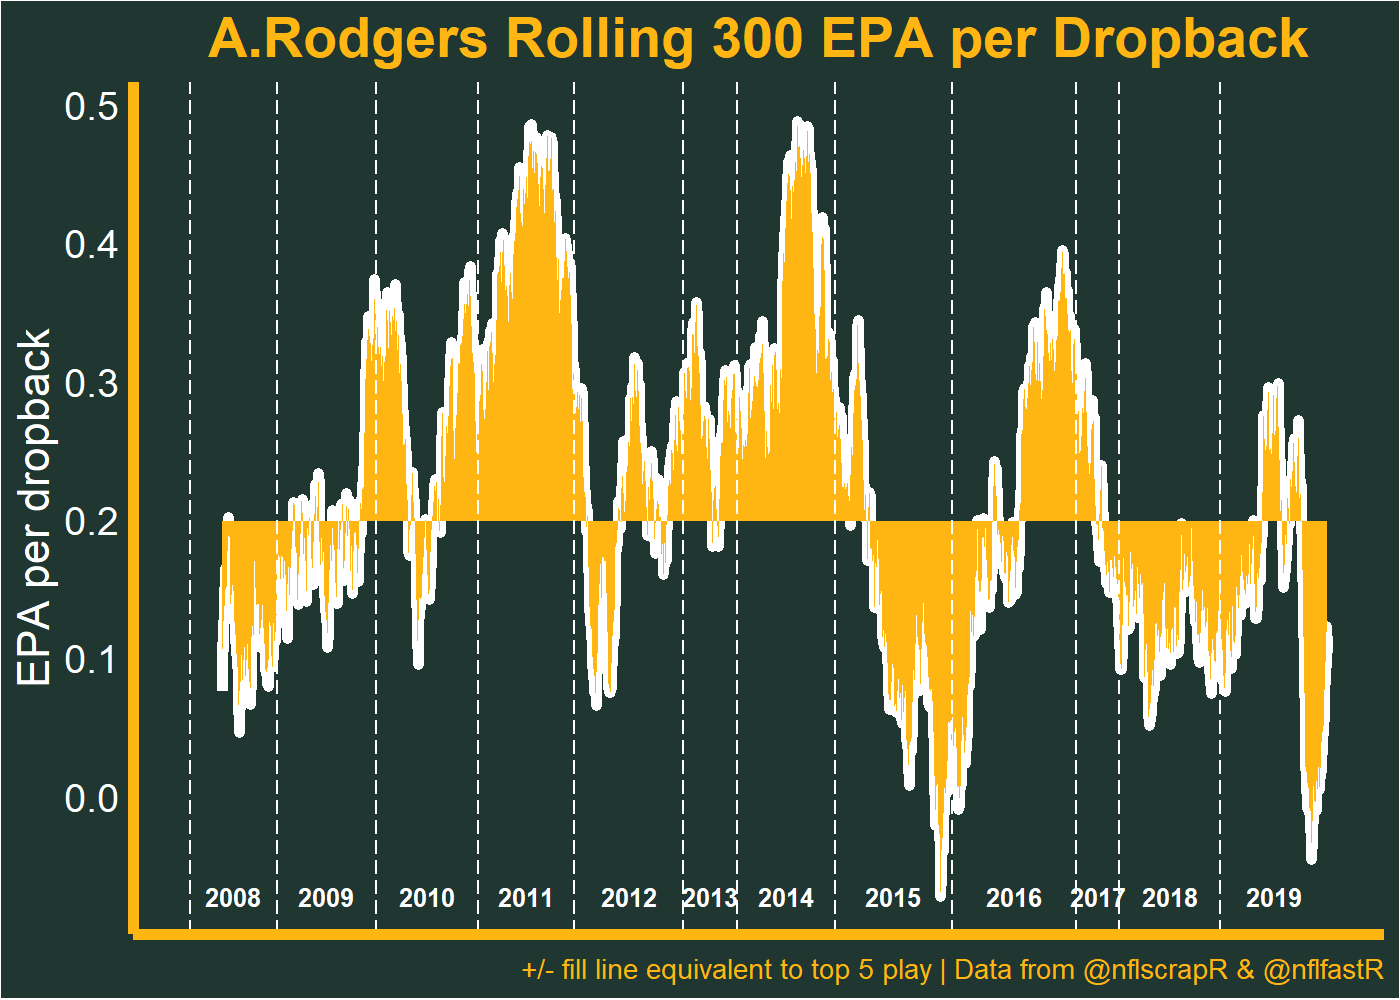 A.Rodgers Rolling 300 EPA per Dropback
EPA per dropback
0.5
0.4
0.3
0.2
0.1
0.0
2008 2009 2010 2011 2012 2013 2014 2015 2016 2017 2018 2019
+/- fill line equivalent to top 5 play | Data from @nflscrapR & @nflfastR